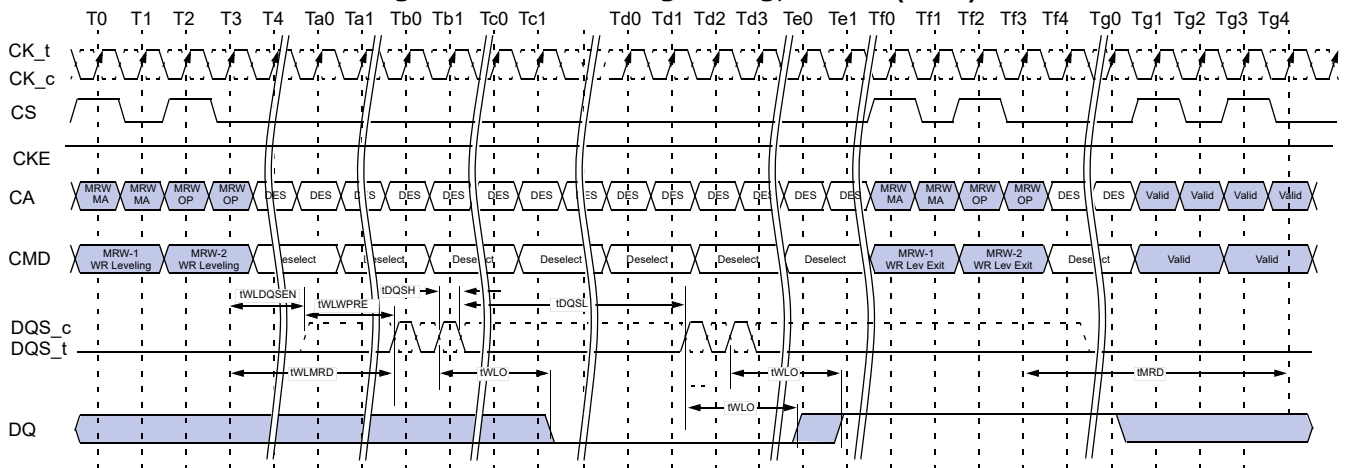 T0 T1 T2 T3 T4 Ta0 Ta1 Tb0 Tb1 Tc0 Tc1 Td0 Td1 Td2 Td3 Te0 Te1 Tf0 Tf1 Tf2 Tf3 Tf4 Tg0 Tg1 Tg2 Tg3 Tg4
CK_t
CK_c
CS
CKE
CA
MRW MRW MRW MRW DES DES DES DES DES DES DES DES DES DES DES DES DES DES MRW MRW MRW MRW DES DES Valid Valid Valid Valid
MA MA OP OP MA MA OP OP
CMD
MRW-1 MRW-2 Deselect Deselect Deselect Deselect Deselect Deselect Deselect MRW-1 MRW-2 Deselect Valid Valid
WR Leveling WR Leveling WR Lev Exit WR Lev Exit
tWLDQSEN tWLWPRE tDQSH tDQSL
DQS_c
DQS_t
tWLMRD tWLO tWLO tMRD
tWLO
DQ